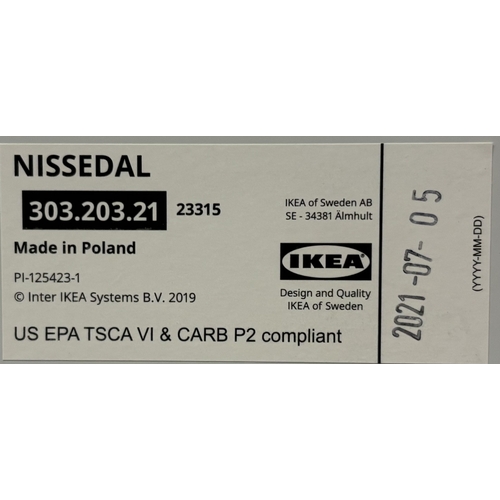 NISSEDAL
303.203.21 23315
IKEA of Sweden AB
SE - 34381 Älmhult
Made in Poland
IKEA
PI-125423-1
© Inter IKEA Systems B.V. 2019
Design and Quality
IKEA of Sweden
US EPA TSCA VI & CARB P2 compliant
2021-07-05
(YYYY-MM-DD)